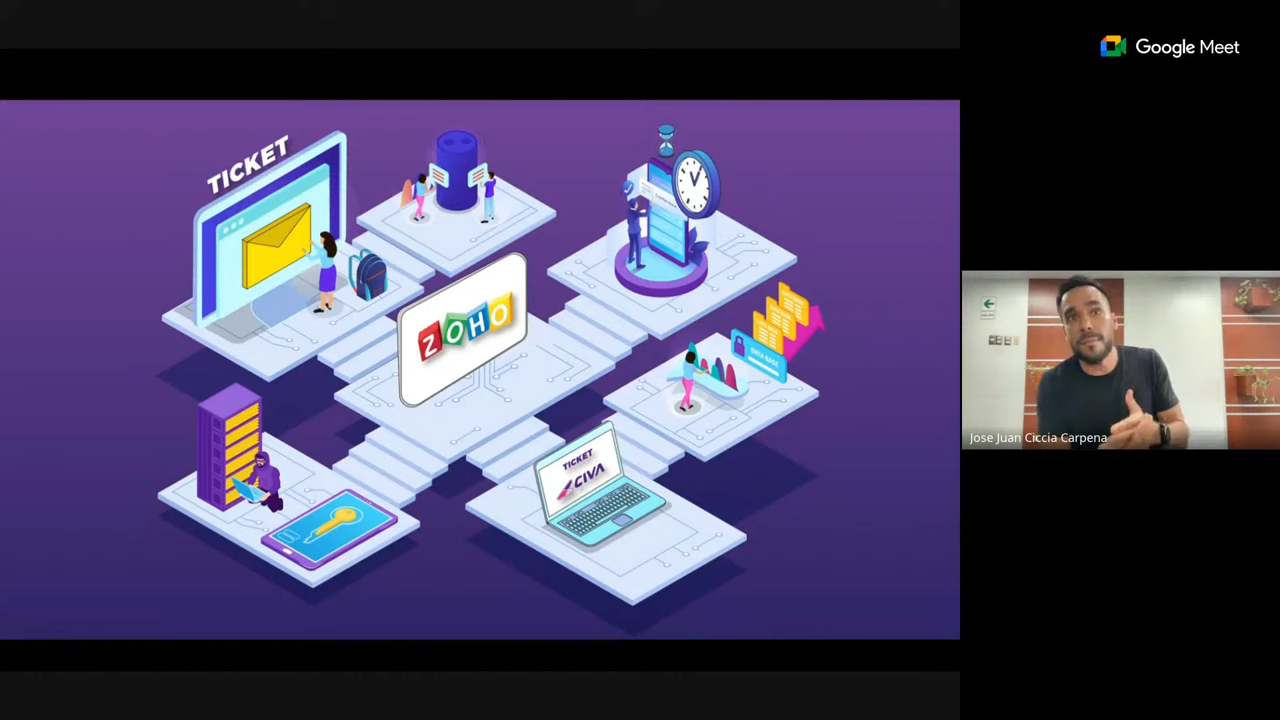 Google Meet
TICKET
ZOHO
DATA BASE
TICKET
CIVA
Jose Juan Ciccia Carpena